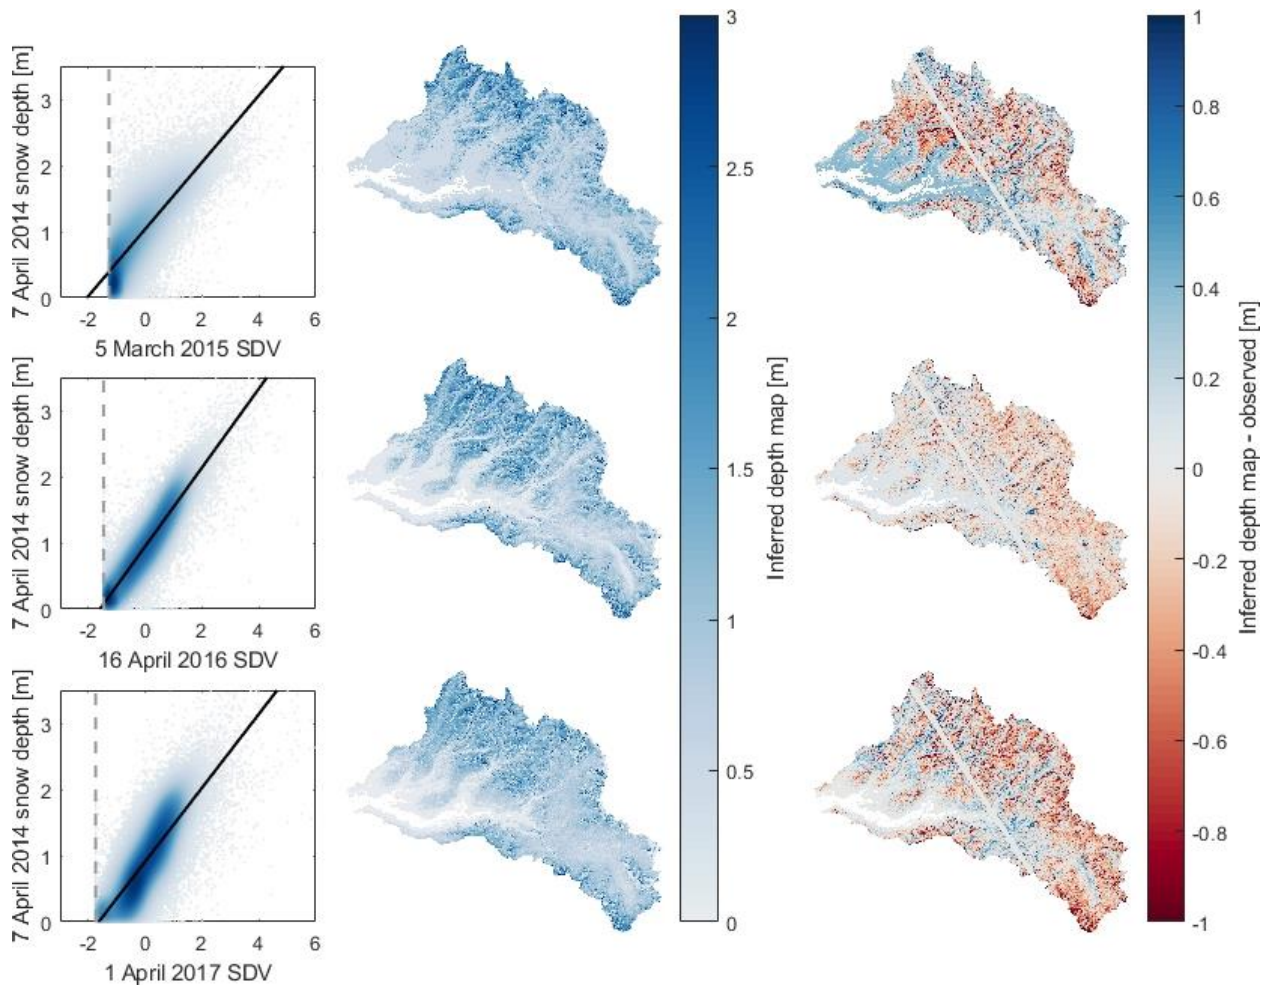 7 April 2014 snow depth [m]
3
2
1
0
-2 0 2 4 6
5 March 2015 SDV
7 April 2014 snow depth [m]
3
2
1
0
-2 0 2 4 6
16 April 2016 SDV
7 April 2014 snow depth [m]
3
2
1
0
-2 0 2 4 6
1 April 2017 SDV
3
2.5
2
1.5
1
0.5
0
Inferred depth map [m]
1
0.8
0.6
0.4
0.2
0
-0.2
-0.4
-0.6
-0.8
-1
Inferred depth map - observed [m]